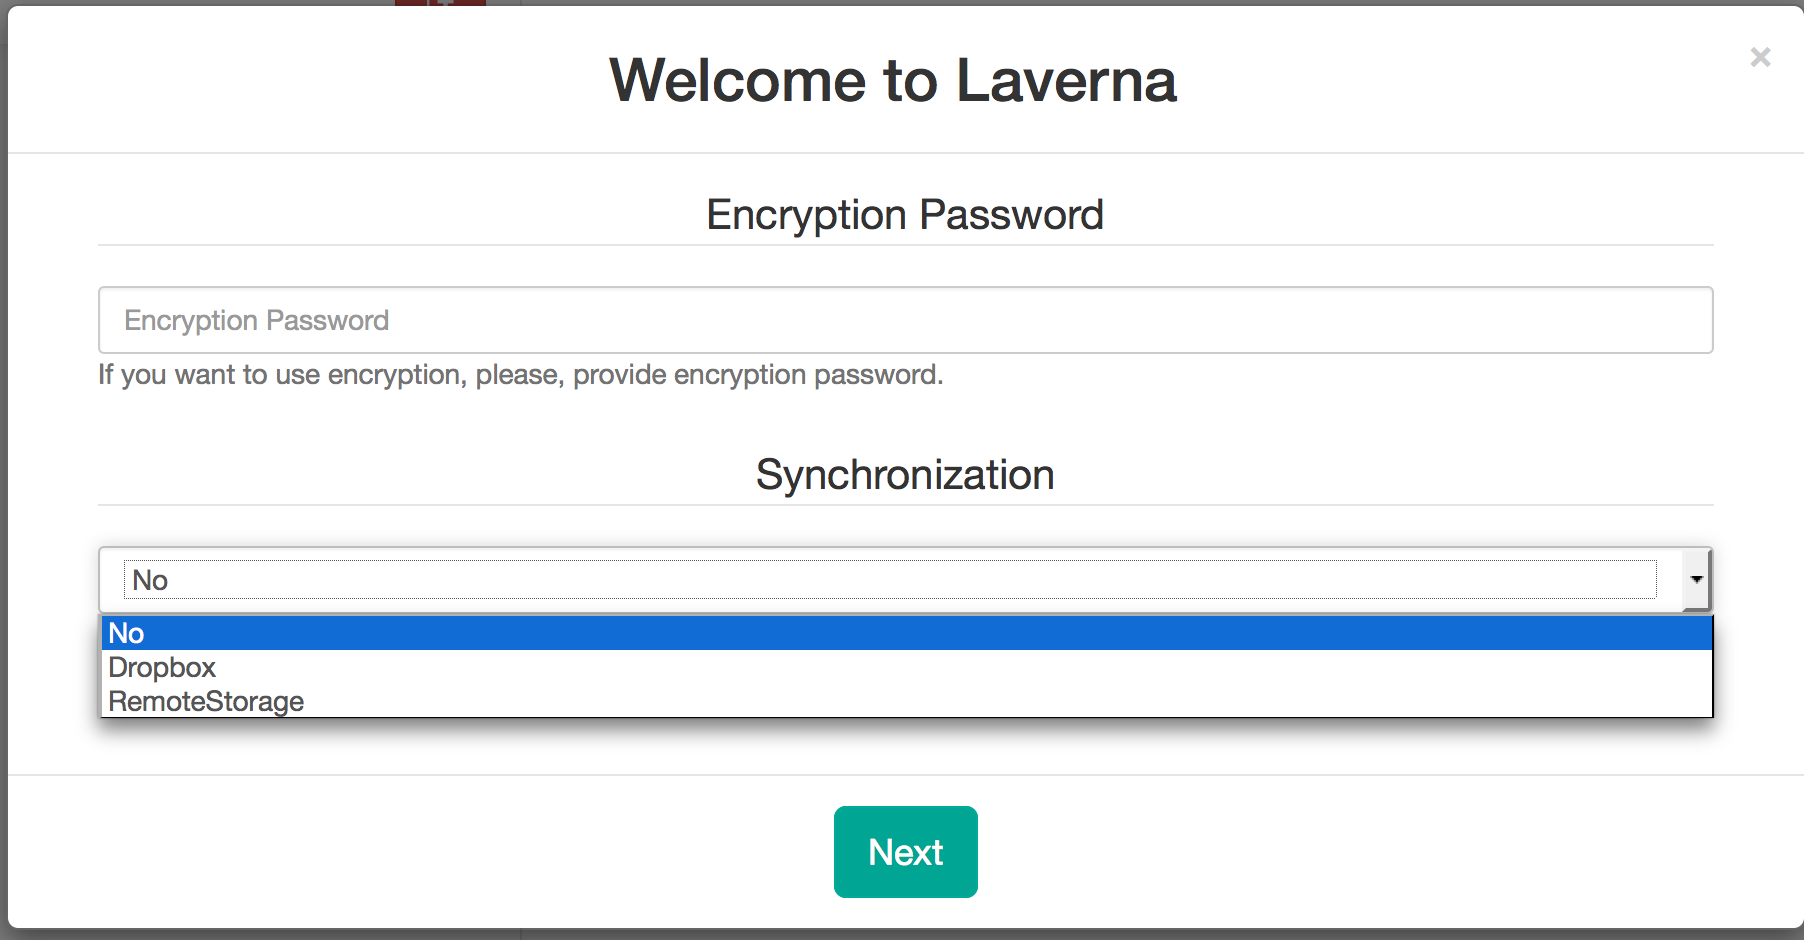 Welcome to Laverna
×
Encryption Password
Encryption Password
If you want to use encryption, please, provide encryption password.
Synchronization
No
No
Dropbox
RemoteStorage
Next